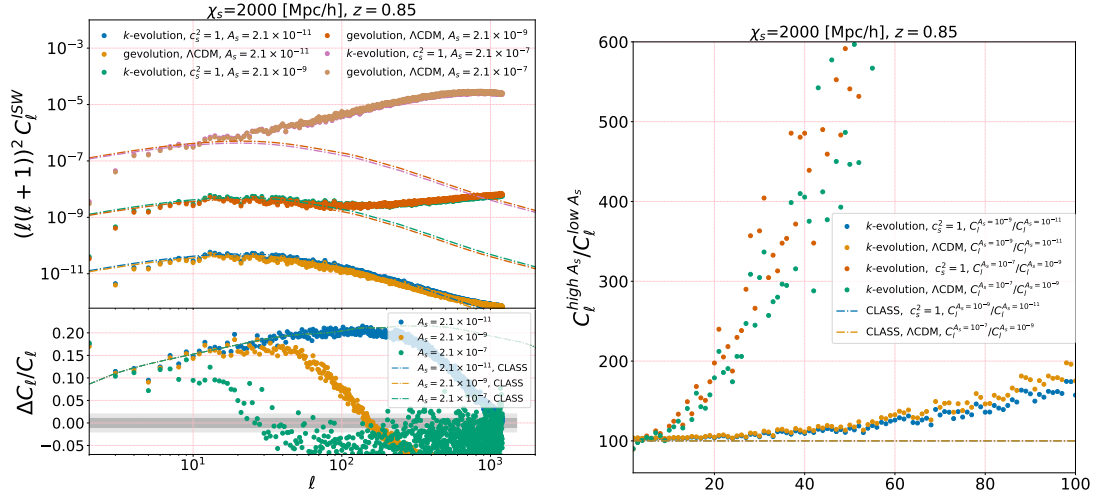 χ_s=2000 [Mpc/h], z = 0.85
k-evolution, c_s^2 = 1, A_s = 2.1 × 10^{-11}
gevolution, ΛCDM, A_s = 2.1 × 10^{-11}
k-evolution, c_s^2 = 1, A_s = 2.1 × 10^{-9}
gevolution, ΛCDM, A_s = 2.1 × 10^{-9}
k-evolution, c_s^2 = 1, A_s = 2.1 × 10^{-7}
gevolution, ΛCDM, A_s = 2.1 × 10^{-7}
(ℓ(ℓ + 1))^2 C_ℓ^{ISW}
10^{-3}
10^{-5}
10^{-7}
10^{-9}
10^{-11}
ΔC_ℓ/C_ℓ
0.20
0.15
0.10
0.05
0.00
−0.05
A_s = 2.1 × 10^{-11}
A_s = 2.1 × 10^{-9}
A_s = 2.1 × 10^{-7}
A_s = 2.1 × 10^{-11}, CLASS
A_s = 2.1 × 10^{-9}, CLASS
A_s = 2.1 × 10^{-7}, CLASS
10^1
10^2
10^3
ℓ
χ_s=2000 [Mpc/h], z = 0.85
C_ℓ^{high A_s}/C_ℓ^{low A_s}
600
500
400
300
200
100
k-evolution, c_s^2 = 1, C_l^{A_s = 10^{-9}}/C_l^{A_s = 10^{-11}}
k-evolution, ΛCDM, C_l^{A_s = 10^{-9}}/C_l^{A_s = 10^{-11}}
k-evolution, c_s^2 = 1, C_l^{A_s = 10^{-7}}/C_l^{A_s = 10^{-9}}
k-evolution, ΛCDM, C_l^{A_s = 10^{-7}}/C_l^{A_s = 10^{-9}}
CLASS, c_s^2 = 1, C_l^{A_s = 10^{-9}}/C_l^{A_s = 10^{-11}}
CLASS, ΛCDM, C_l^{A_s = 10^{-7}}/C_l^{A_s = 10^{-9}}
20
40
60
80
100